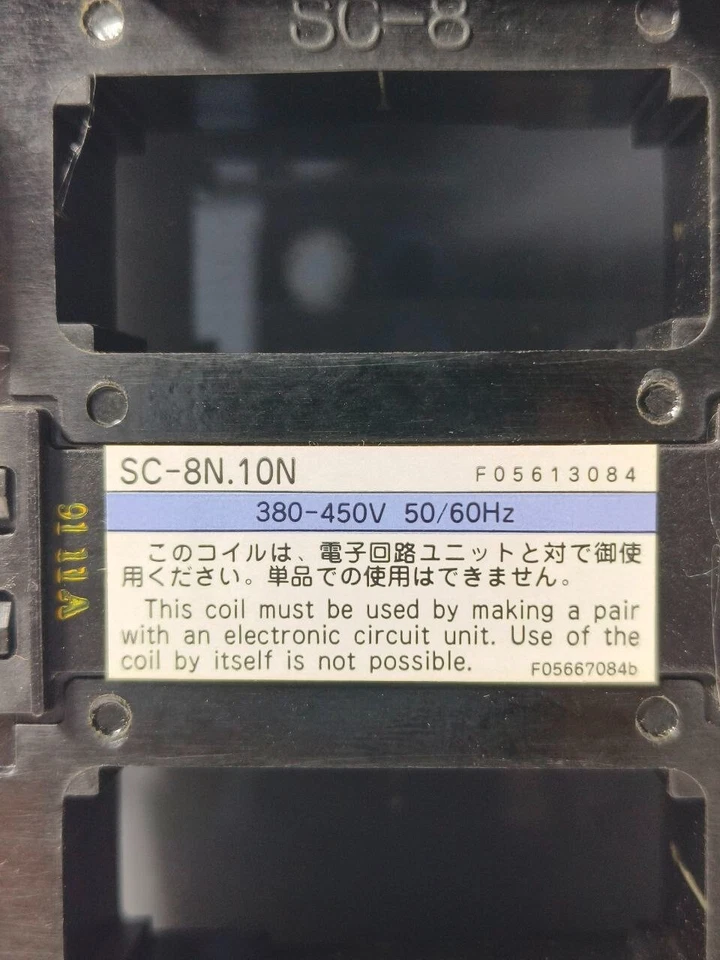 SC-8
SC-8N.10N
F05613084
380-450V 50/60Hz
このコイルは、電子回路ユニットと対で御使
用ください。単品での使用はできません。
This coil must be used by making a pair
with an electronic circuit unit. Use of the
coil by itself is not possible.
F05667084b
91 11A